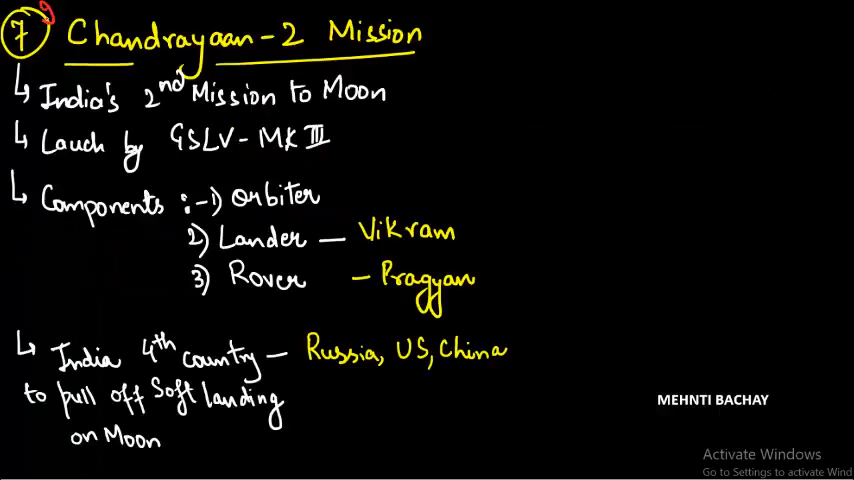 7 9 Chandrayaan-2 Mission
↳ India's 2nd Mission to Moon
↳ Lauch by GSLV-MK III
↳ Components :- 1) Orbiter
2) Lander — Vikram
3) Rover — Pragyan
↳ India 4th country — Russia, US, China
to pull off Soft landing
on Moon
MEHNTI BACHAY
Activate Windows
Go to Settings to activate Wind